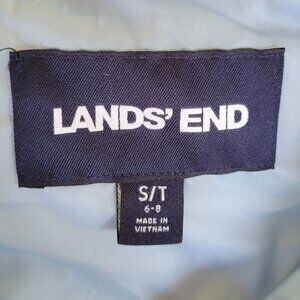 LANDS' END
S/T
6-8
MADE IN
VIETNAM